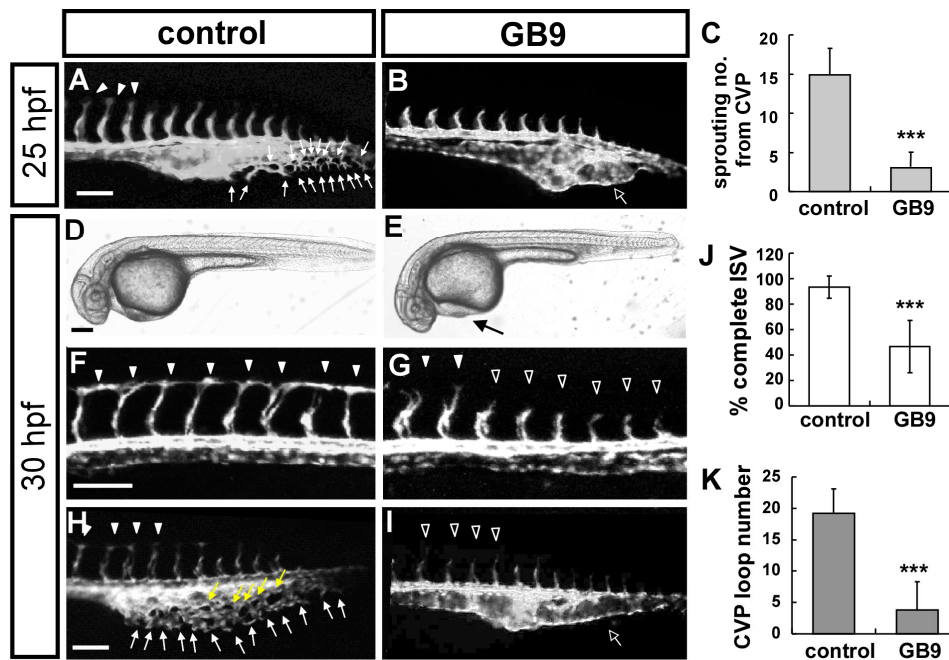 control
GB9
25 hpf
A
B
C
sprouting no.
from CVP
20
15
10
5
0
***
control
GB9
30 hpf
D
E
F
G
H
I
J
% complete ISV
120
100
80
60
40
20
0
***
control
GB9
K
CVP loop number
25
20
15
10
5
0
***
control
GB9